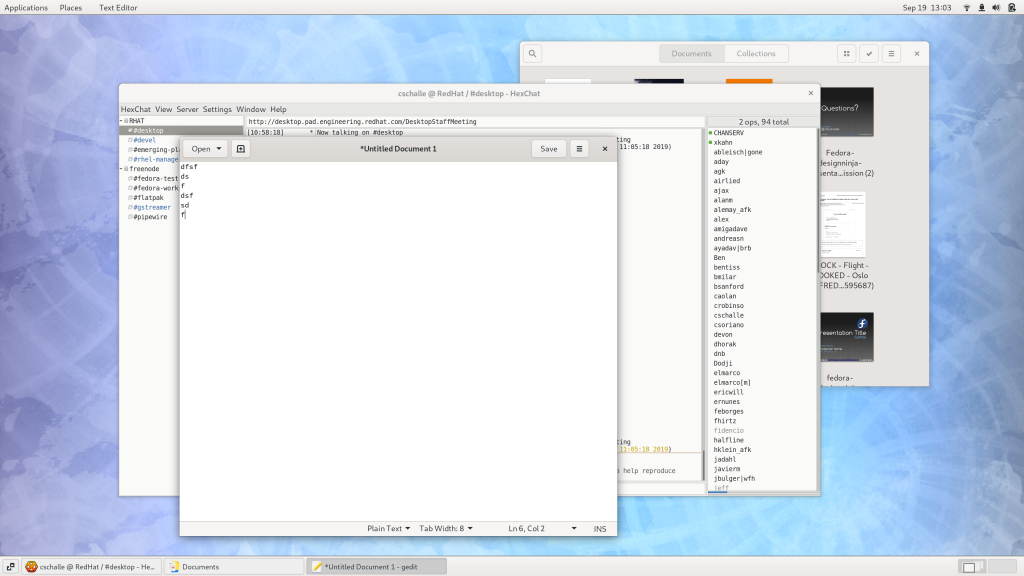 Applications Places Text Editor Sep 19 13:03
Documents Collections
cschalle @ RedHat / #desktop - HexChat
HexChat View Server Settings Window Help
RHAT
#desktop
#devel
#emerging-pl
#rhel-manage
freenode
#fedora-test
#fedora-work
#flatpak
#gstreamer
#pipewire
http://desktop.pad.engineering.redhat.com/DesktopStaffMeeting
[10:58:18] * Now talking on #desktop
ting
11:05:18 2019)
ting
11:05:18 2019)
help reproduce
2 ops, 94 total
CHANSERV
xkahn
ableisch|gone
aday
agk
airlied
ajax
alanm
alemay_afk
alex
amigadave
andreasn
ayadav|brb
Ben
bentiss
bmilar
bsanford
caolan
crobinso
cschalle
csoriano
devon
dhorak
dnb
Dodji
elmarco
elmarco[m]
ericwill
ernunes
feborges
fhirtz
fidencio
halfline
hklein_afk
jadahl
javierm
jbulger|wfh
jeff
Questions?
Fedora-
designninja-
senta...ission (2)
OCK - Flight -
OOKED - Oslo
FRED...595687)
resentation Title
fedora-
Open *Untitled Document 1 Save
dfsf
ds
f
dsf
sd
f
Plain Text Tab Width: 8 Ln 6, Col 2 INS
cschalle @ RedHat / #desktop - He... Documents *Untitled Document 1 - gedit